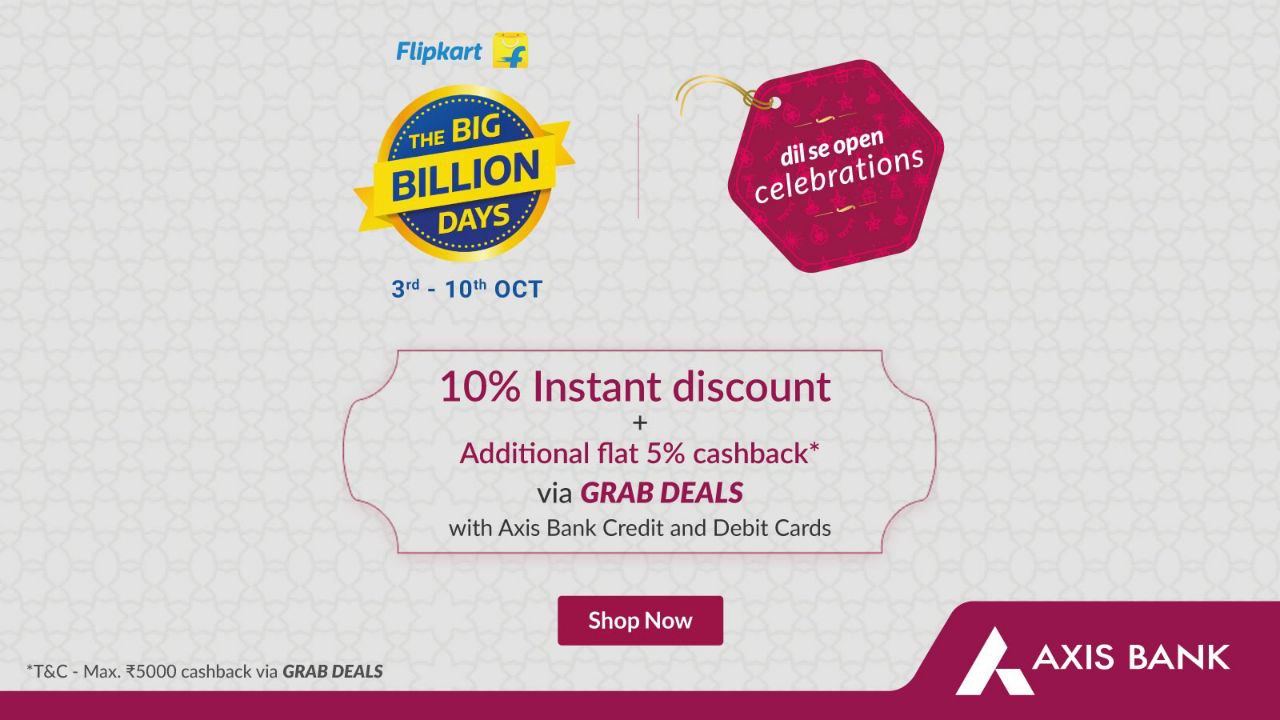 Flipkart
THE BIG
BILLION
DAYS
3rd - 10th OCT
dil se open
celebrations
10% Instant discount
+
Additional flat 5% cashback*
via GRAB DEALS
with Axis Bank Credit and Debit Cards
Shop Now
*T&C - Max. ₹5000 cashback via GRAB DEALS
AXIS BANK